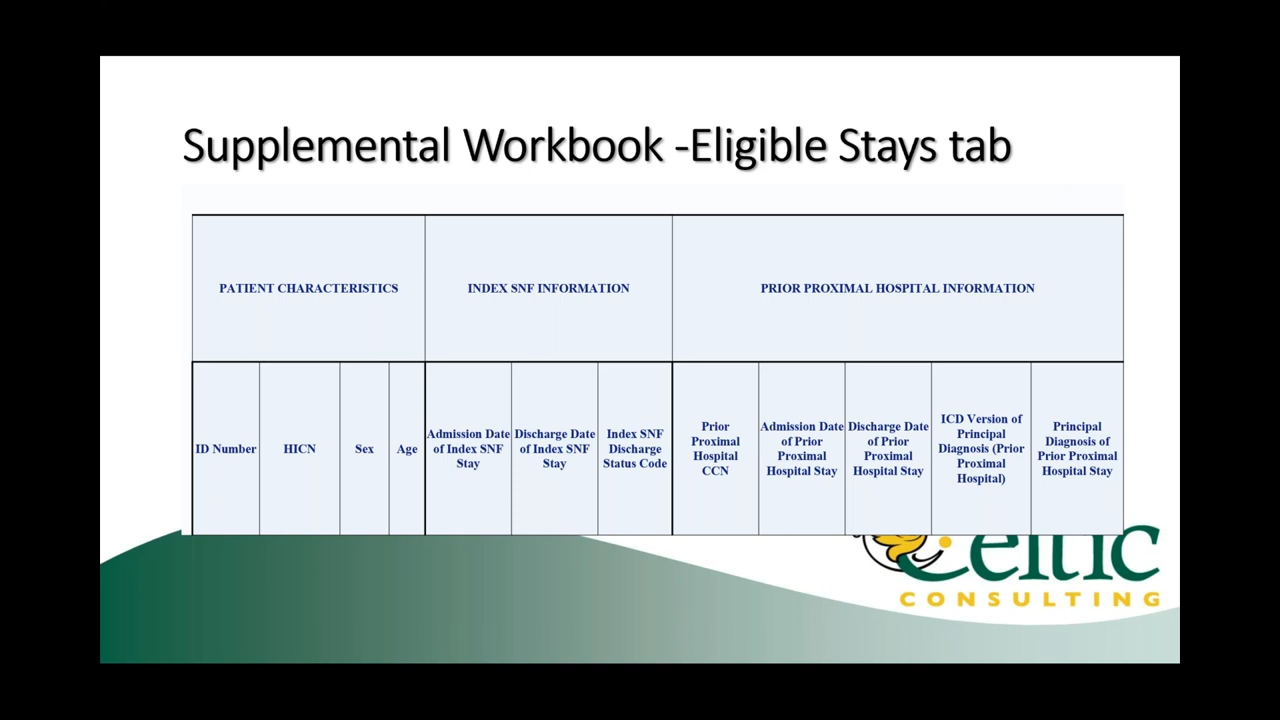 Supplemental Workbook -Eligible Stays tab
PATIENT CHARACTERISTICS
INDEX SNF INFORMATION
PRIOR PROXIMAL HOSPITAL INFORMATION
ID Number
HICN
Sex
Age
Admission Date
of Index SNF
Stay
Discharge Date
of Index SNF
Stay
Index SNF
Discharge
Status Code
Prior
Proximal
Hospital
CCN
Admission Date
of Prior
Proximal
Hospital Stay
Discharge Date
of Prior
Proximal
Hospital Stay
ICD Version of
Principal
Diagnosis (Prior
Proximal
Hospital)
Principal
Diagnosis of
Prior Proximal
Hospital Stay
Celtic
CONSULTING